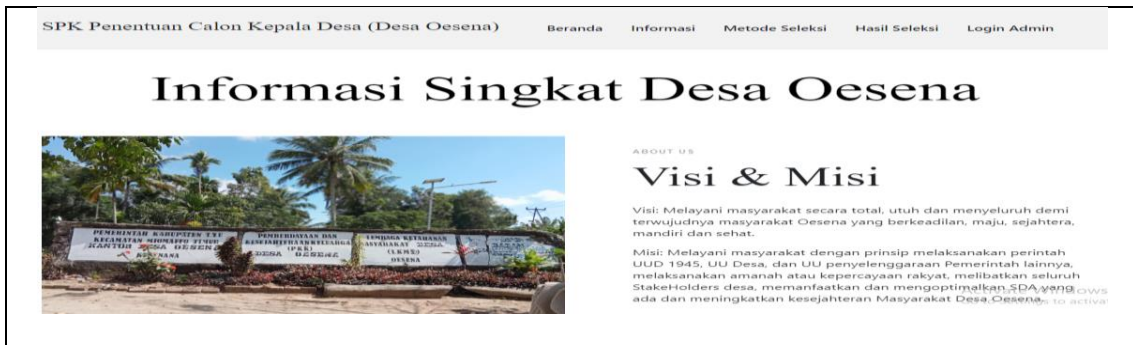 SPK Penentuan Calon Kepala Desa (Desa Oesena)
Beranda Informasi Metode Seleksi Hasil Seleksi Login Admin
Informasi Singkat Desa Oesena
PEMERINTAH KABUPATEN TTU
KECAMATAN MIOMAFFO TIMUR
KANTOR DESA OESENA
PEMBERDAYAAN DAN
KESEJAHTERAAN KELUARGA
(PKK)
DESA OESENA
LEMBAGA KETAHANAN
MASYARAKAT DESA
OESENA
ABOUT US
Visi & Misi
Visi: Melayani masyarakat secara total, utuh dan menyeluruh demi
terwujudnya masyarakat Oesena yang berkeadilan, maju, sejahtera,
mandiri dan sehat.
Misi: Melayani masyarakat dengan prinsip melaksanakan perintah
UUD 1945, UU Desa, dan UU penyelenggaraan Pemerintah lainnya,
melaksanakan amanah atau kepercayaan rakyat, melibatkan seluruh
StakeHolders desa, memanfaatkan dan mengoptimalkan SDA yang
ada dan meningkatkan kesejahteran Masyarakat Desa Oesena.